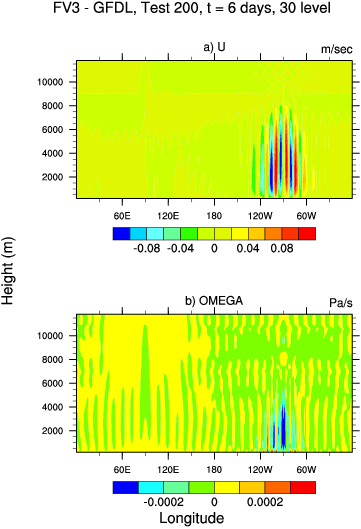 FV3 - GFDL, Test 200, t = 6 days, 30 level
a) U
m/sec
10000
8000
6000
4000
2000
60E 120E 180 120W 60W
-0.08 -0.04 0 0.04 0.08
Height (m)
b) OMEGA
Pa/s
10000
8000
6000
4000
2000
60E 120E 180 120W 60W
-0.0002 0 0.0002
Longitude